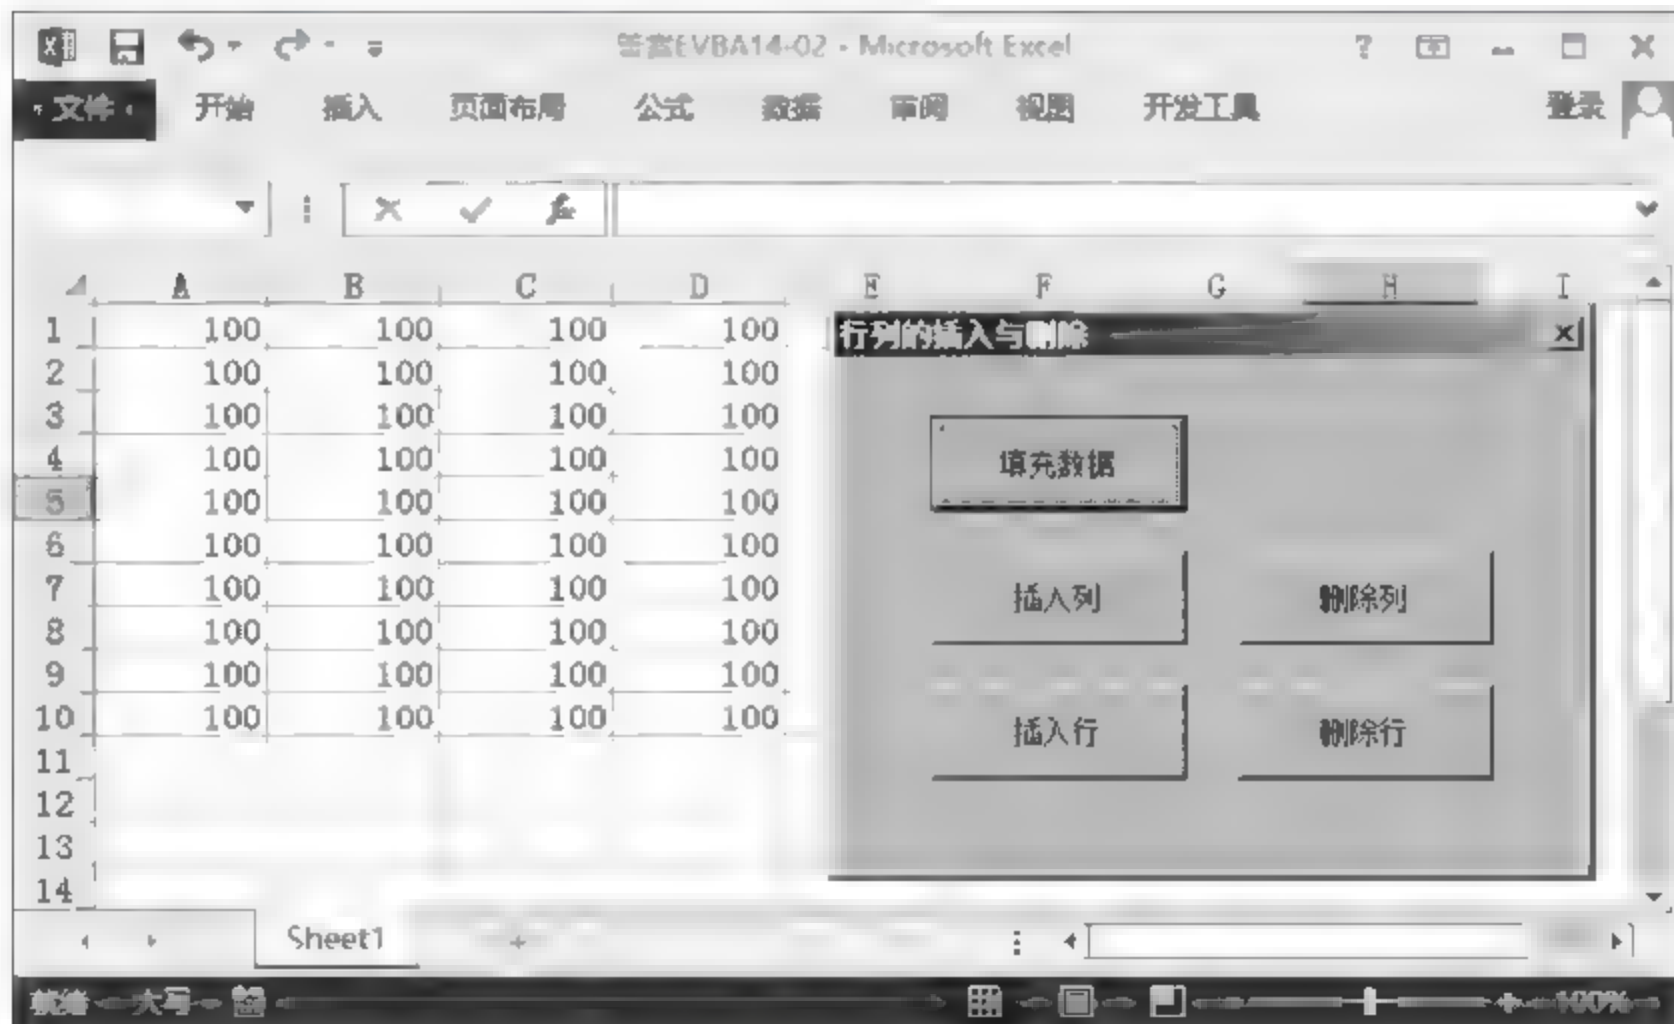 答案EVBA14-02 - Microsoft Excel
文件 开始 插入 页面布局 公式 数据 审阅 视图 开发工具 登录
fx
A B C D E F G H I
1 100 100 100 100
2 100 100 100 100
3 100 100 100 100
4 100 100 100 100
5 100 100 100 100
6 100 100 100 100
7 100 100 100 100
8 100 100 100 100
9 100 100 100 100
10 100 100 100 100
11
12
13
14
行列的插入与删除
填充数据
插入列 删除列
插入行 删除行
Sheet1
就绪 大写 100%